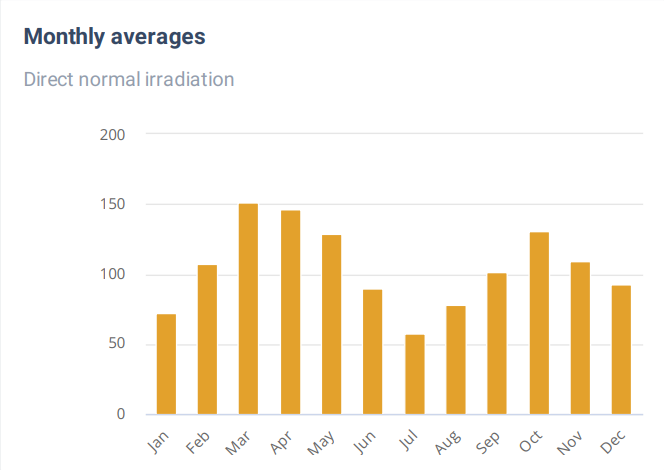 Monthly averages
Direct normal irradiation
200
150
100
50
0
Jan Feb Mar Apr May Jun Jul Aug Sep Oct Nov Dec